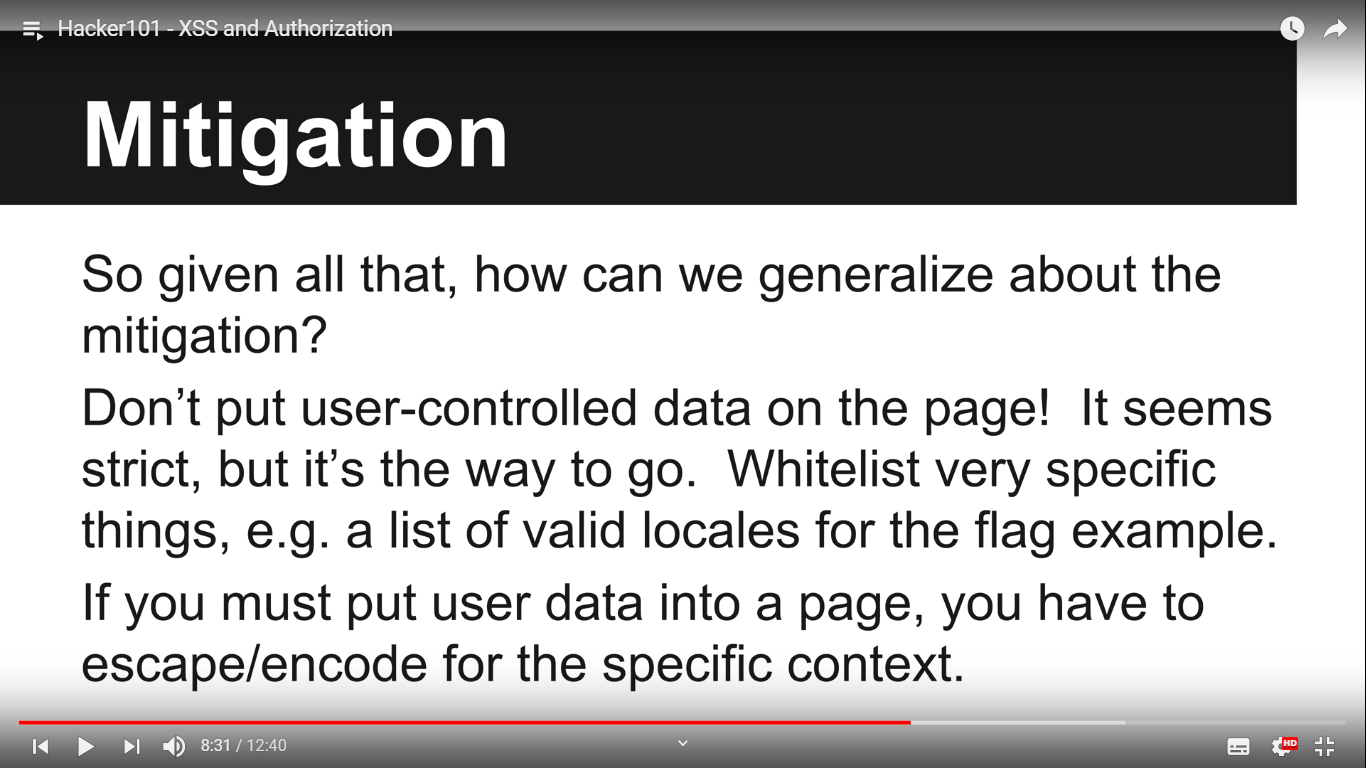 Hacker101 - XSS and Authorization
Mitigation
So given all that, how can we generalize about the
mitigation?
Don’t put user-controlled data on the page!  It seems
strict, but it’s the way to go.  Whitelist very specific
things, e.g. a list of valid locales for the flag example.
If you must put user data into a page, you have to
escape/encode for the specific context.
8:31 / 12:40
HD